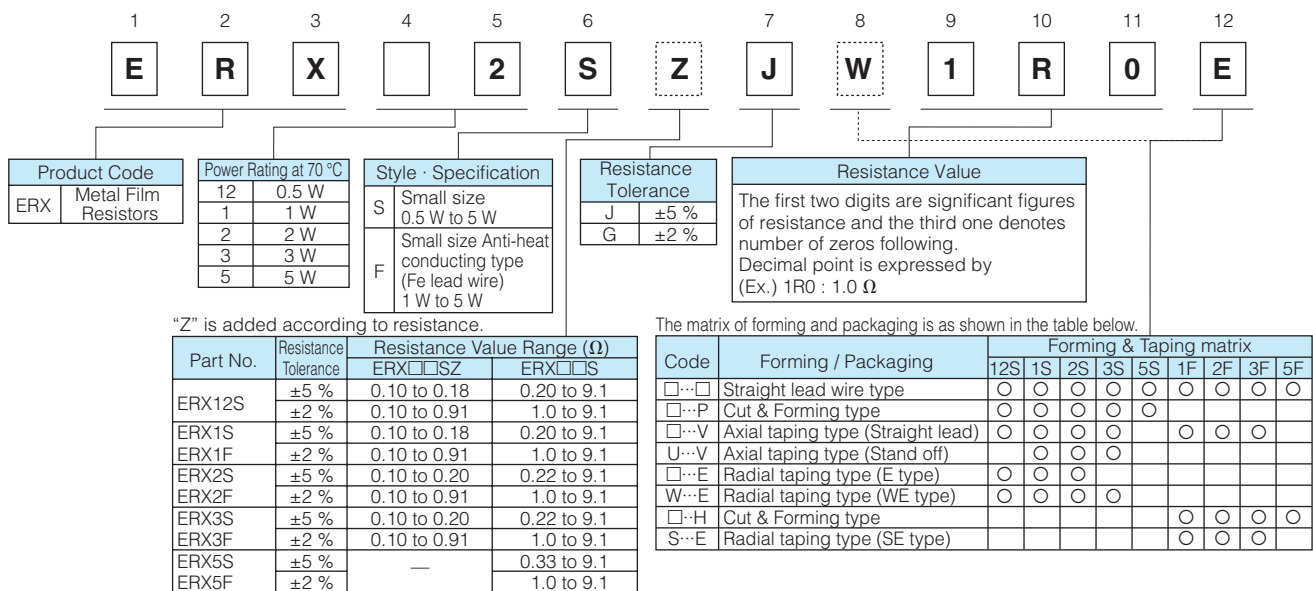 1 2 3 4 5 6 7 8 9 10 11 12
E R X 2 S Z J W 1 R 0 E
Product Code
ERX Metal Film Resistors
Power Rating at 70 °C
12 0.5 W
1 1 W
2 2 W
3 3 W
5 5 W
Style · Specification
S Small size
0.5 W to 5 W
F Small size Anti-heat
conducting type
(Fe lead wire)
1 W to 5 W
Resistance
Tolerance
J ±5 %
G ±2 %
Resistance Value
The first two digits are significant figures
of resistance and the third one denotes
number of zeros following.
Decimal point is expressed by
(Ex.) 1R0 : 1.0 Ω
“Z” is added according to resistance.
Part No. Resistance Tolerance Resistance Value Range (Ω)
ERX□□SZ ERX□□S
ERX12S ±5 % 0.10 to 0.18 0.20 to 9.1
±2 % 0.10 to 0.91 1.0 to 9.1
ERX1S ±5 % 0.10 to 0.18 0.20 to 9.1
ERX1F ±2 % 0.10 to 0.91 1.0 to 9.1
ERX2S ±5 % 0.10 to 0.20 0.22 to 9.1
ERX2F ±2 % 0.10 to 0.91 1.0 to 9.1
ERX3S ±5 % 0.10 to 0.20 0.22 to 9.1
ERX3F ±2 % 0.10 to 0.91 1.0 to 9.1
ERX5S ±5 % — 0.33 to 9.1
ERX5F ±2 % 1.0 to 9.1
The matrix of forming and packaging is as shown in the table below.
Code Forming / Packaging Forming & Taping matrix
12S 1S 2S 3S 5S 1F 2F 3F 5F
□···□ Straight lead wire type ○ ○ ○ ○ ○ ○ ○ ○ ○
□···P Cut & Forming type ○ ○ ○ ○ ○
□···V Axial taping type (Straight lead) ○ ○ ○ ○ ○ ○ ○
U···V Axial taping type (Stand off) ○ ○ ○
□···E Radial taping type (E type) ○ ○ ○
W···E Radial taping type (WE type) ○ ○ ○ ○
□··H Cut & Forming type ○ ○ ○ ○
S···E Radial taping type (SE type) ○ ○ ○